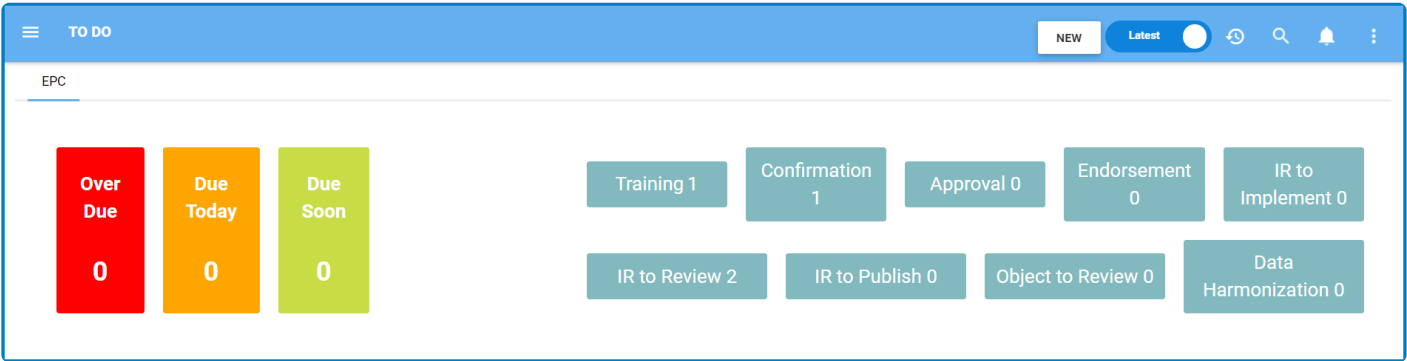 TO DO
NEW
Latest
EPC
Over
Due
0
Due
Today
0
Due
Soon
0
Training 1
Confirmation
1
Approval 0
Endorsement
0
IR to
Implement 0
IR to Review 2
IR to Publish 0
Object to Review 0
Data
Harmonization 0